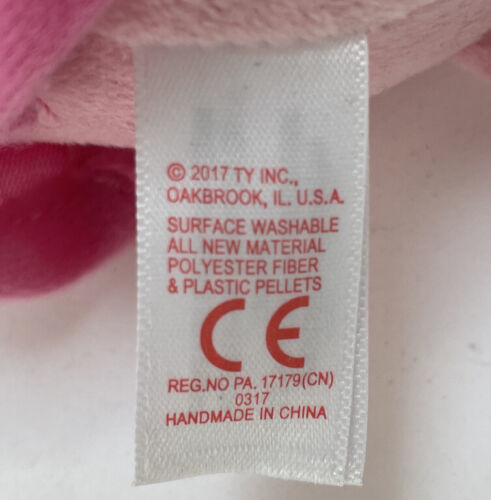 © 2017 TY INC.,
OAKBROOK, IL. U.S.A.
SURFACE WASHABLE
ALL NEW MATERIAL
POLYESTER FIBER
& PLASTIC PELLETS
CE
REG.NO PA. 17179(CN)
0317
HANDMADE IN CHINA